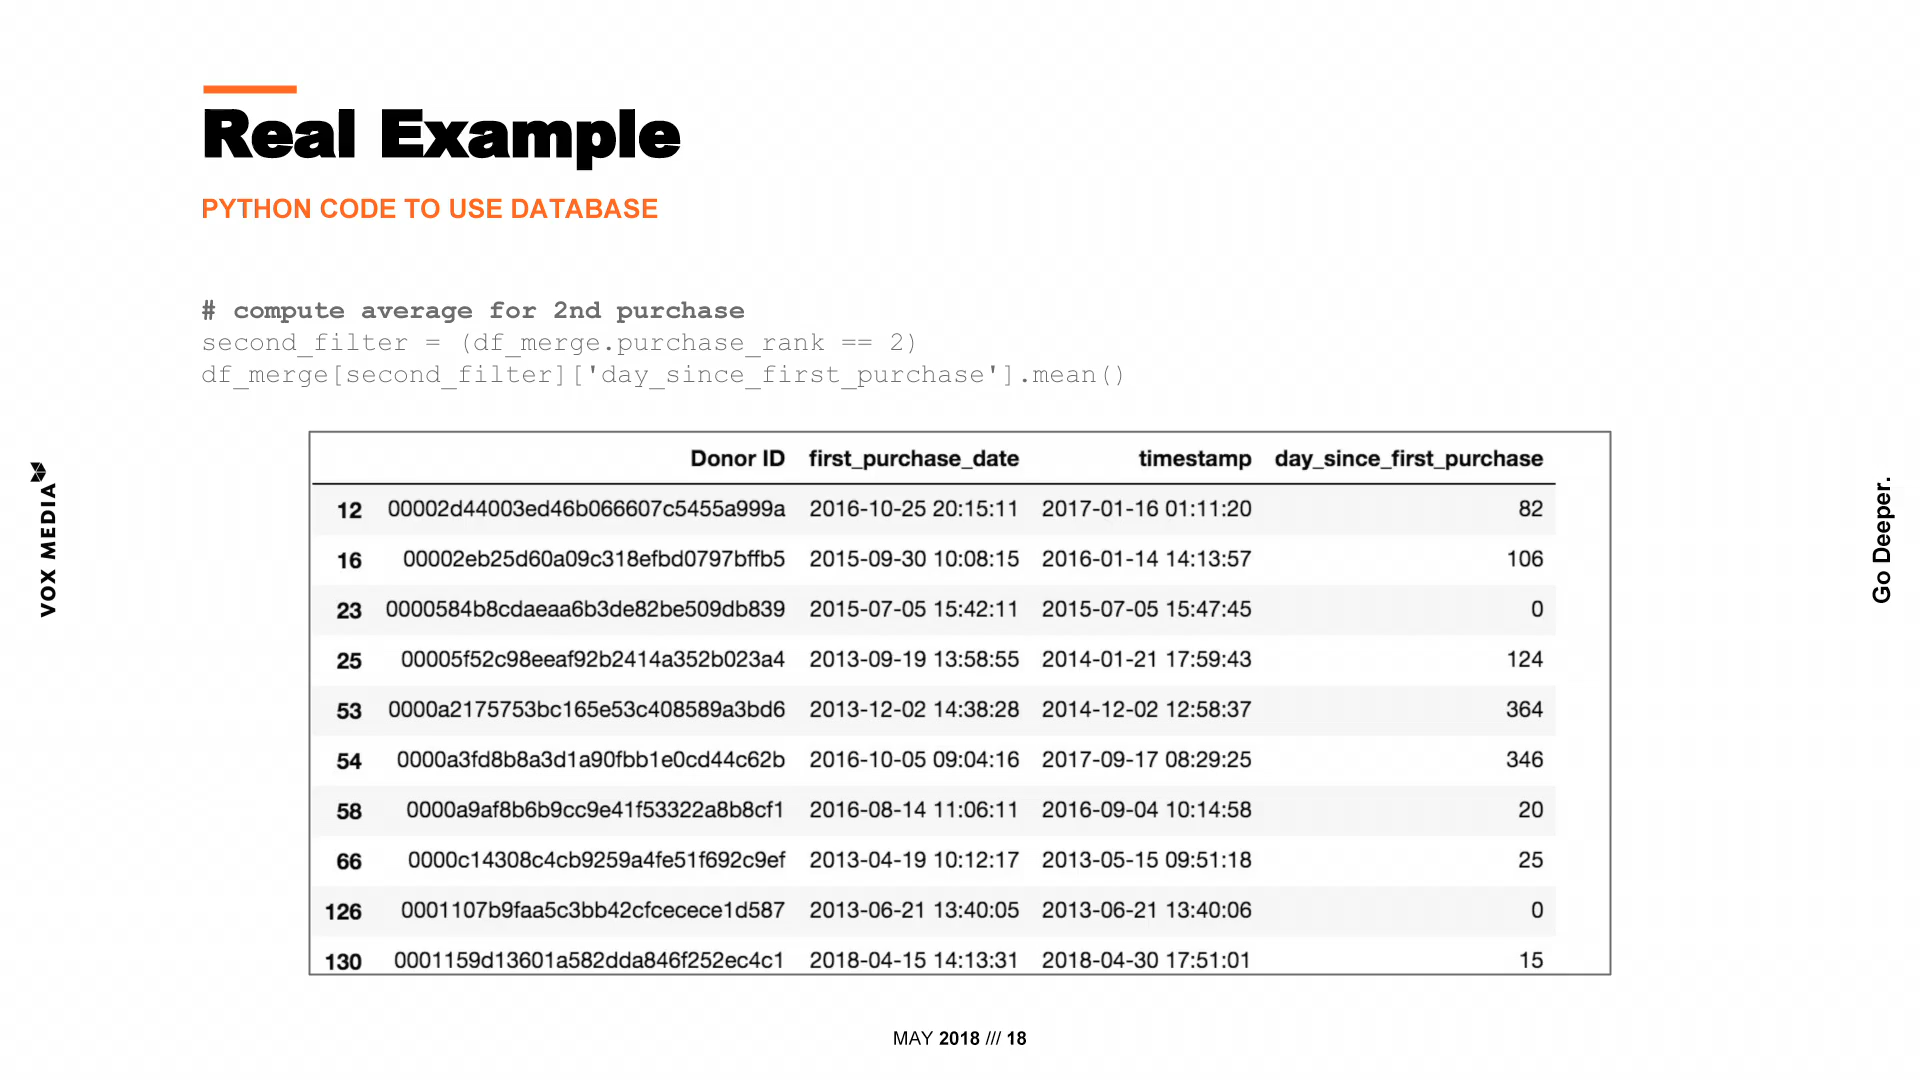 Real Example
PYTHON CODE TO USE DATABASE
# compute average for 2nd purchase
second_filter = (df_merge.purchase_rank == 2)
df_merge[second_filter]['day_since_first_purchase'].mean()
Donor ID first_purchase_date timestamp day_since_first_purchase
12 00002d44003ed46b066607c5455a999a 2016-10-25 20:15:11 2017-01-16 01:11:20 82
16 00002eb25d60a09c318efbd0797bffb5 2015-09-30 10:08:15 2016-01-14 14:13:57 106
23 0000584b8cdaeaa6b3de82be509db839 2015-07-05 15:42:11 2015-07-05 15:47:45 0
25 00005f52c98eeaf92b2414a352b023a4 2013-09-19 13:58:55 2014-01-21 17:59:43 124
53 0000a2175753bc165e53c408589a3bd6 2013-12-02 14:38:28 2014-12-02 12:58:37 364
54 0000a3fd8b8a3d1a90fbb1e0cd44c62b 2016-10-05 09:04:16 2017-09-17 08:29:25 346
58 0000a9af8b6b9cc9e41f53322a8b8cf1 2016-08-14 11:06:11 2016-09-04 10:14:58 20
66 0000c14308c4cb9259a4fe51f692c9ef 2013-04-19 10:12:17 2013-05-15 09:51:18 25
126 0001107b9faa5c3bb42cfcecece1d587 2013-06-21 13:40:05 2013-06-21 13:40:06 0
130 0001159d13601a582dda846f252ec4c1 2018-04-15 14:13:31 2018-04-30 17:51:01 15
VOX MEDIA
Go Deeper.
MAY 2018 /// 18